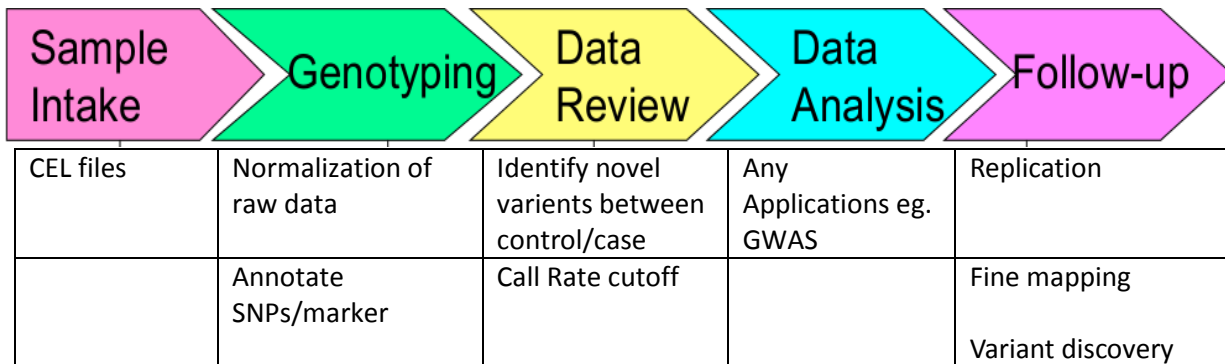 Sample
Intake
Genotyping
Data
Review
Data
Analysis
Follow-up
CEL files
Normalization of
raw data
Identify novel
varients between
control/case
Any
Applications eg.
GWAS
Replication
Annotate
SNPs/marker
Call Rate cutoff
Fine mapping
Variant discovery